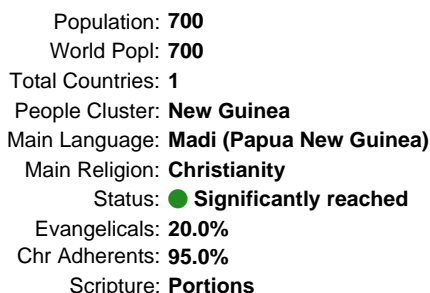 Population: 700
World Popl: 700
Total Countries: 1
People Cluster: New Guinea
Main Language: Madi (Papua New Guinea)
Main Religion: Christianity
Status: Significantly reached
Evangelicals: 20.0%
Chr Adherents: 95.0%
Scripture: Portions